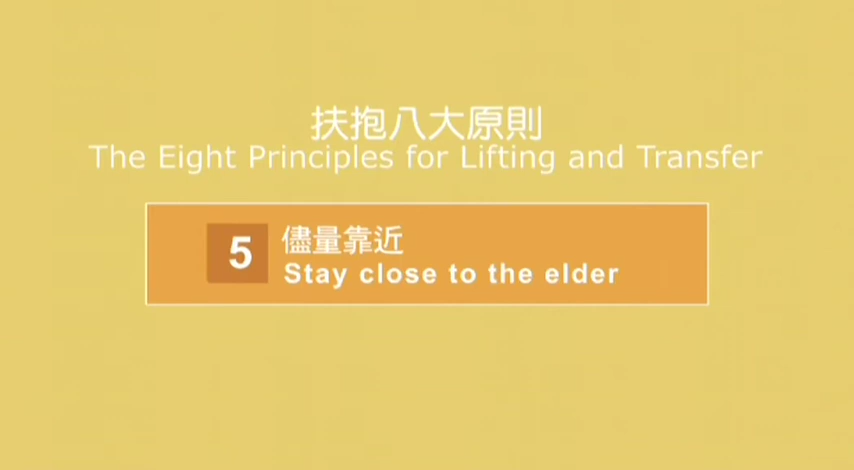 扶抱八大原則
The Eight Principles for Lifting and Transfer
5
儘量靠近
Stay close to the elder